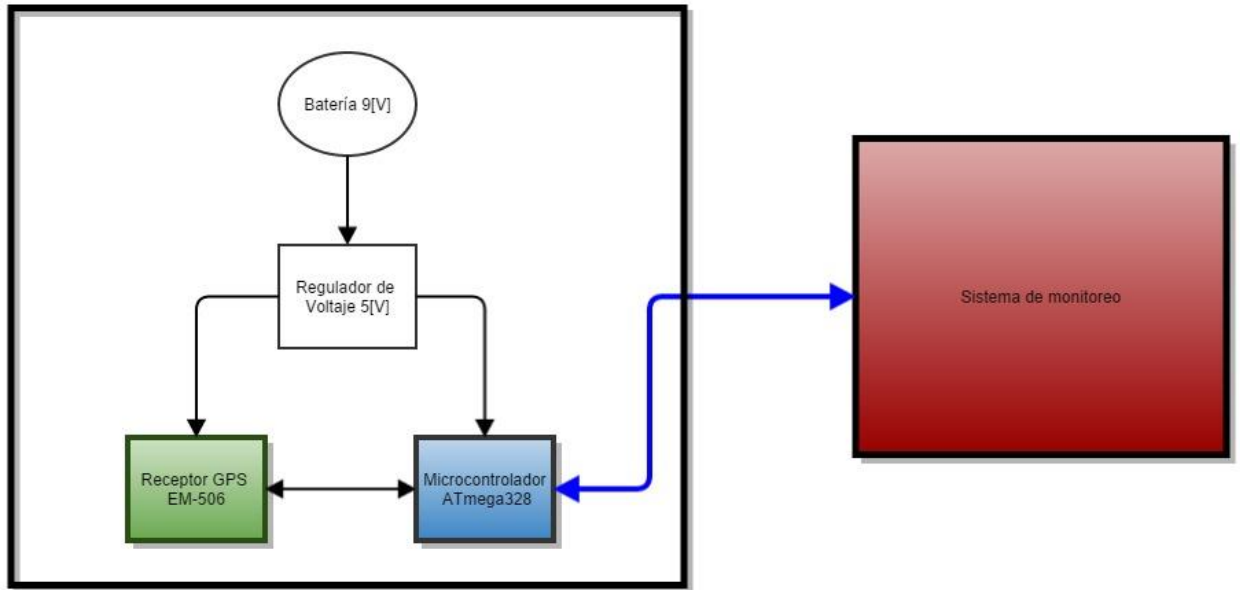 Batería 9[V]
Regulador de
Voltaje 5[V]
Sistema de monitoreo
Receptor GPS
EM-506
Microcontrolador
ATmega328